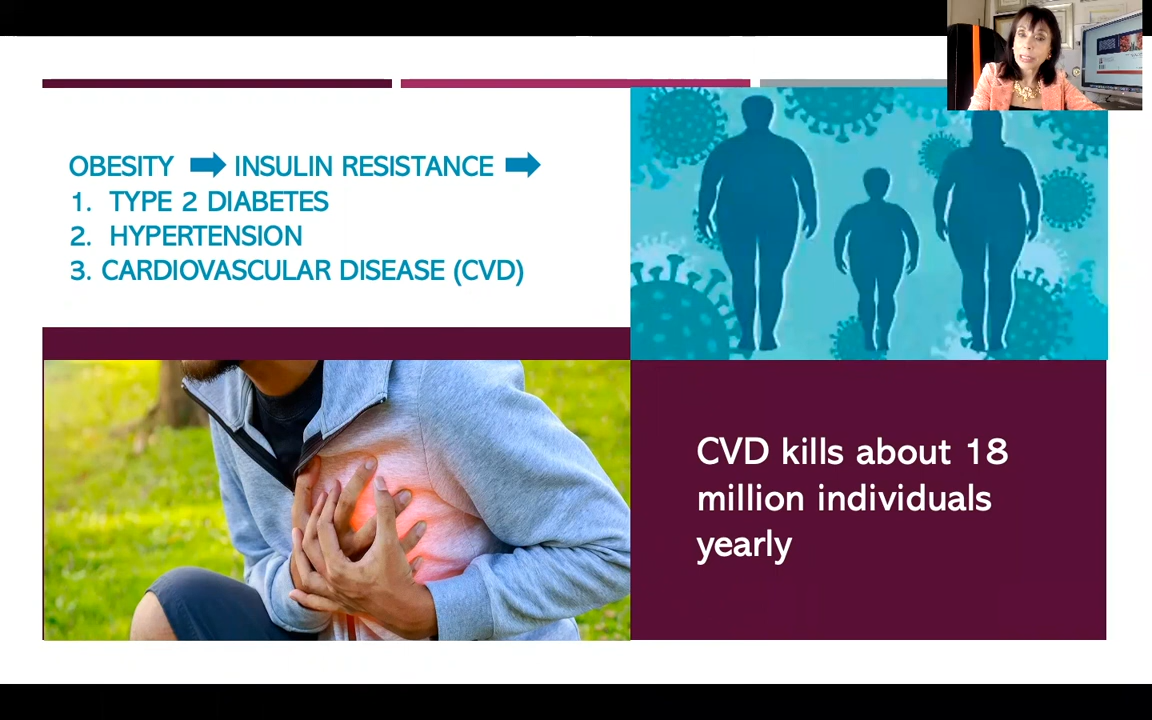 OBESITY INSULIN RESISTANCE
1. TYPE 2 DIABETES
2. HYPERTENSION
3. CARDIOVASCULAR DISEASE (CVD)
CVD kills about 18
million individuals
yearly